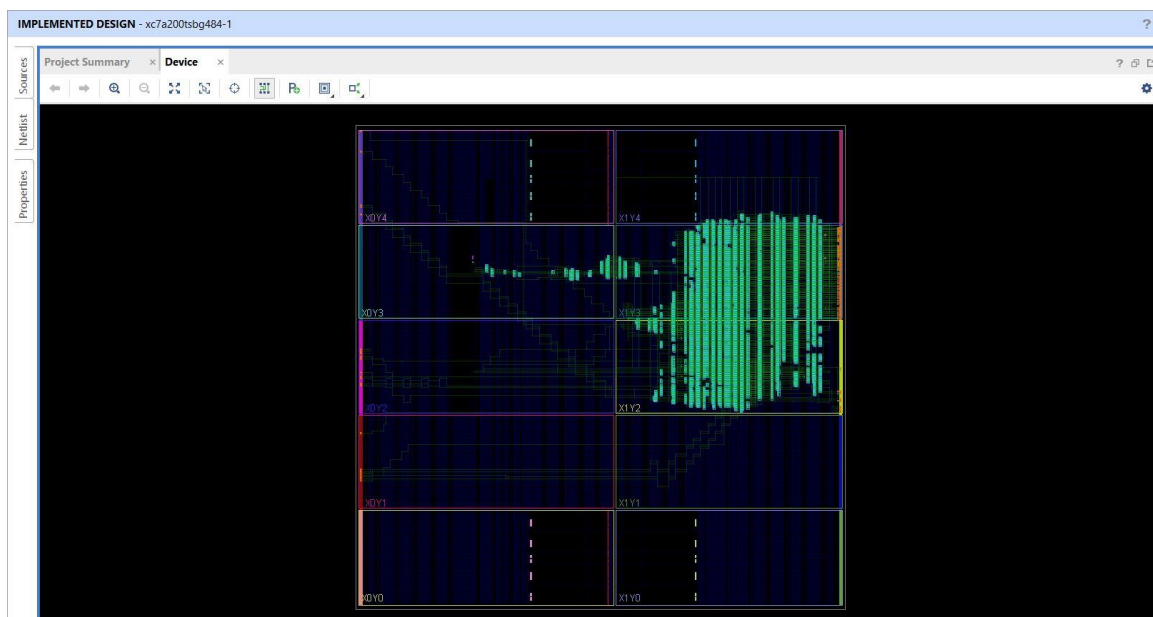 IMPLEMENTED DESIGN - xc7a200tsbg484-1
?
Sources
Netlist
Properties
Project Summary ×
Device ×
?
X0Y4
X1Y4
X0Y3
X1Y3
X0Y2
X1Y2
X0Y1
X1Y1
X0Y0
X1Y0